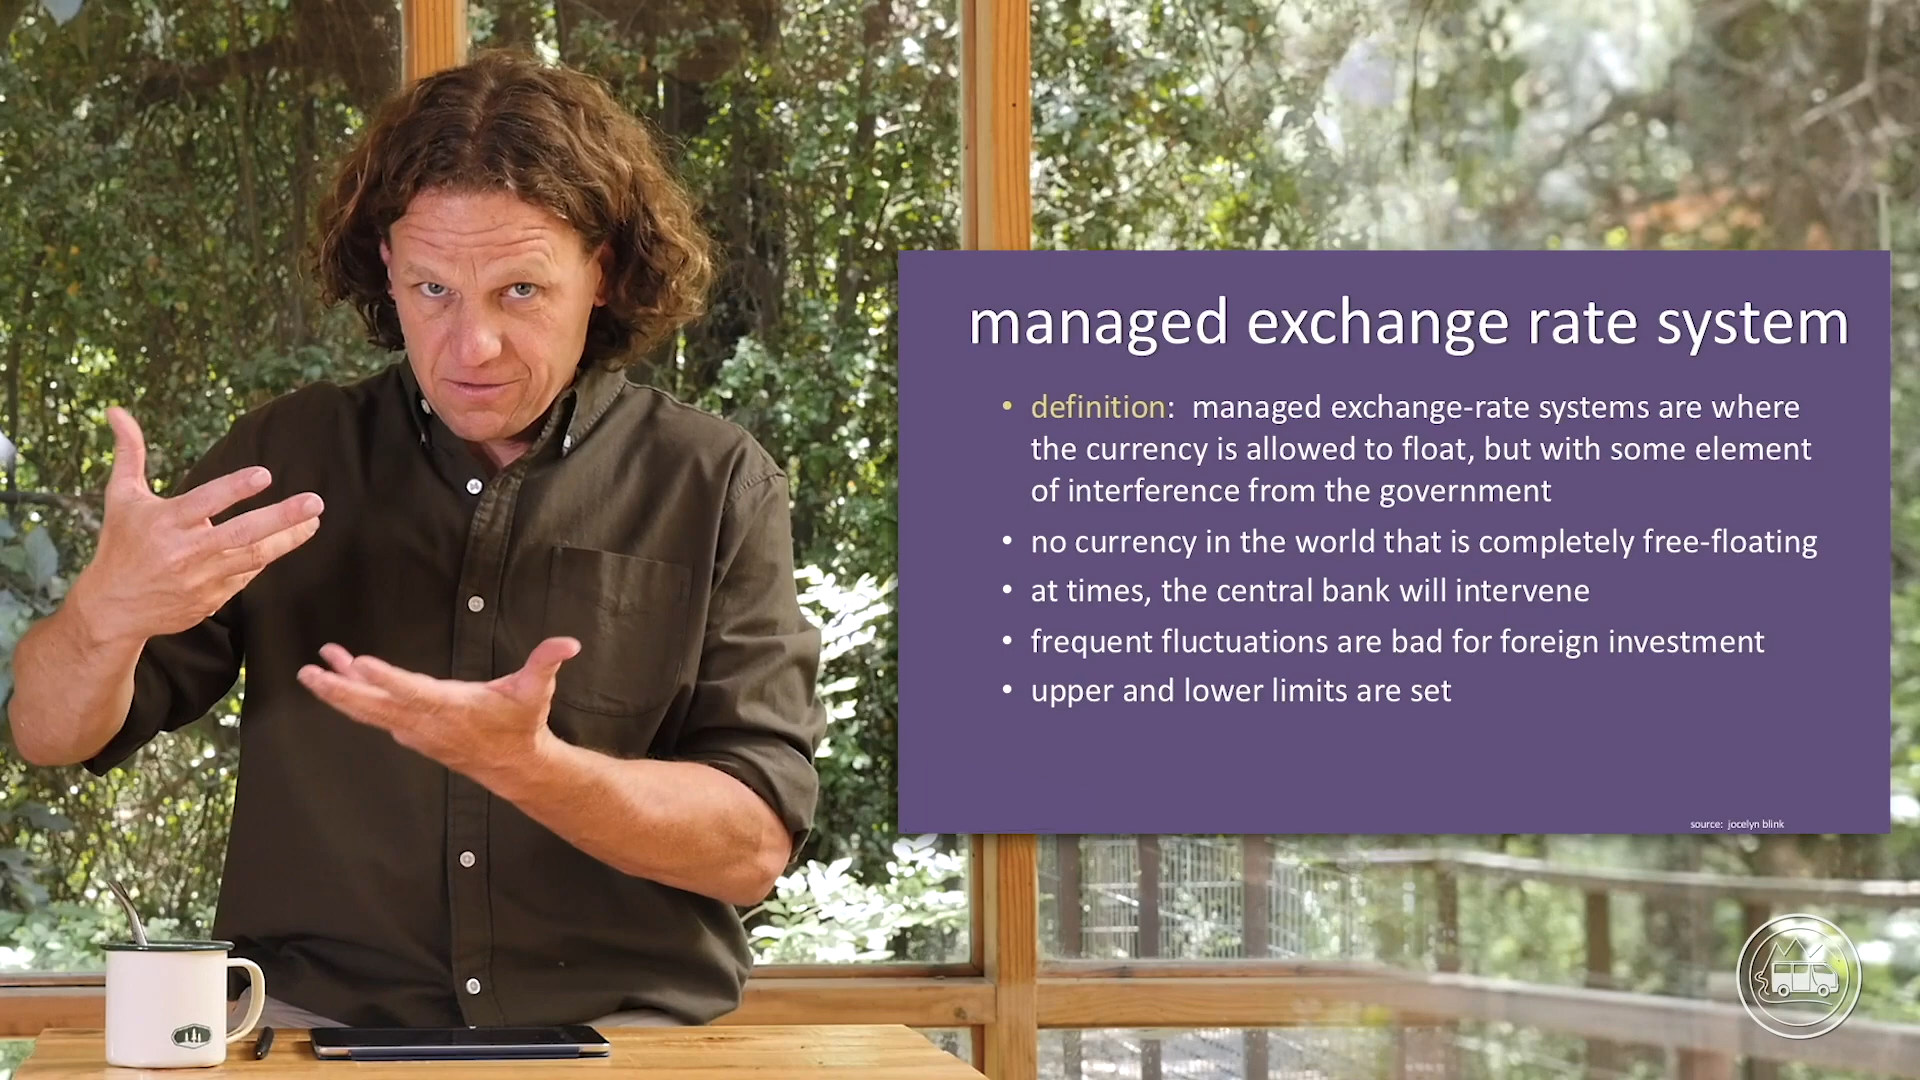 managed exchange rate system
• definition: managed exchange-rate systems are where
the currency is allowed to float, but with some element
of interference from the government
• no currency in the world that is completely free-floating
• at times, the central bank will intervene
• frequent fluctuations are bad for foreign investment
• upper and lower limits are set
source: jocelyn blink